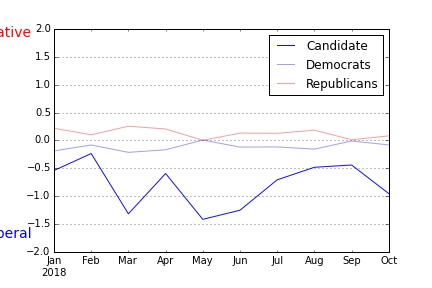 2.0
ative
1.5
1.0
0.5
0.0
−0.5
−1.0
−1.5
beral
−2.0
Candidate
Democrats
Republicans
Jan Feb Mar Apr May Jun Jul Aug Sep Oct
2018